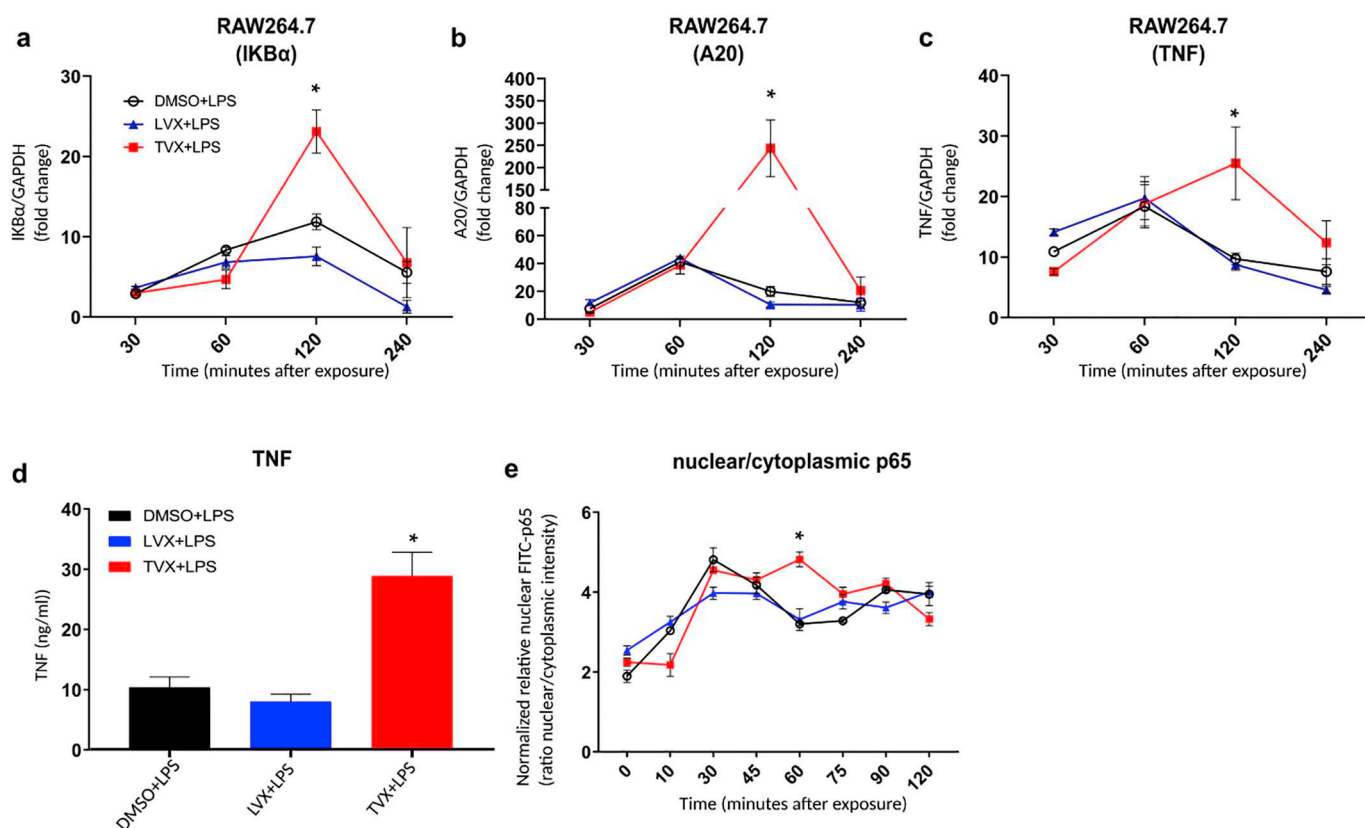 a
RAW264.7
(IKBα)
IKBα/GAPDH
(fold change)
30
20
10
0
DMSO+LPS
LVX+LPS
TVX+LPS
*
30
60
120
240
Time (minutes after exposure)
b
RAW264.7
(A20)
A20/GAPDH
(fold change)
400
350
300
250
200
150
80
60
40
20
0
*
30
60
120
240
Time (minutes after exposure)
c
RAW264.7
(TNF)
TNF/GAPDH
(fold change)
40
30
20
10
0
*
30
60
120
240
Time (minutes after exposure)
d
TNF
TNF (ng/ml))
40
30
20
10
0
DMSO+LPS
LVX+LPS
TVX+LPS
*
DMSO+LPS
LVX+LPS
TVX+LPS
e
nuclear/cytoplasmic p65
Normalized relative nuclear FITC-p65
(ratio nuclear/cytoplasmic intensity)
6
4
2
0
*
0
10
30
45
60
75
90
120
Time (minutes after exposure)